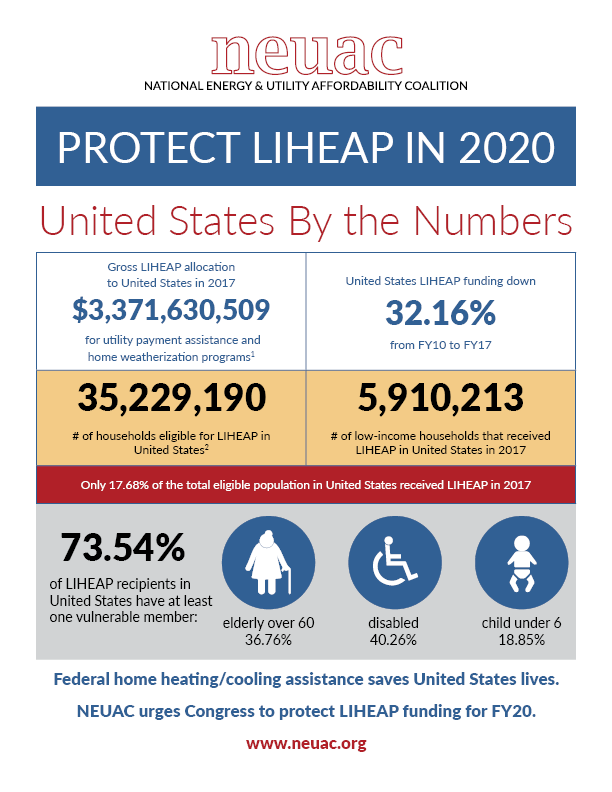 neuac
NATIONAL ENERGY & UTILITY AFFORDABILITY COALITION
PROTECT LIHEAP IN 2020
United States By the Numbers
Gross LIHEAP allocation
to United States in 2017
$3,371,630,509
for utility payment assistance and
home weatherization programs¹
United States LIHEAP funding down
32.16%
from FY10 to FY17
35,229,190
# of households eligible for LIHEAP in
United States²
5,910,213
# of low-income households that received
LIHEAP in United States in 2017
Only 17.68% of the total eligible population in United States received LIHEAP in 2017
73.54%
of LIHEAP recipients in
United States have at least
one vulnerable member:
elderly over 60
36.76%
disabled
40.26%
child under 6
18.85%
Federal home heating/cooling assistance saves United States lives.
NEUAC urges Congress to protect LIHEAP funding for FY20.
www.neuac.org